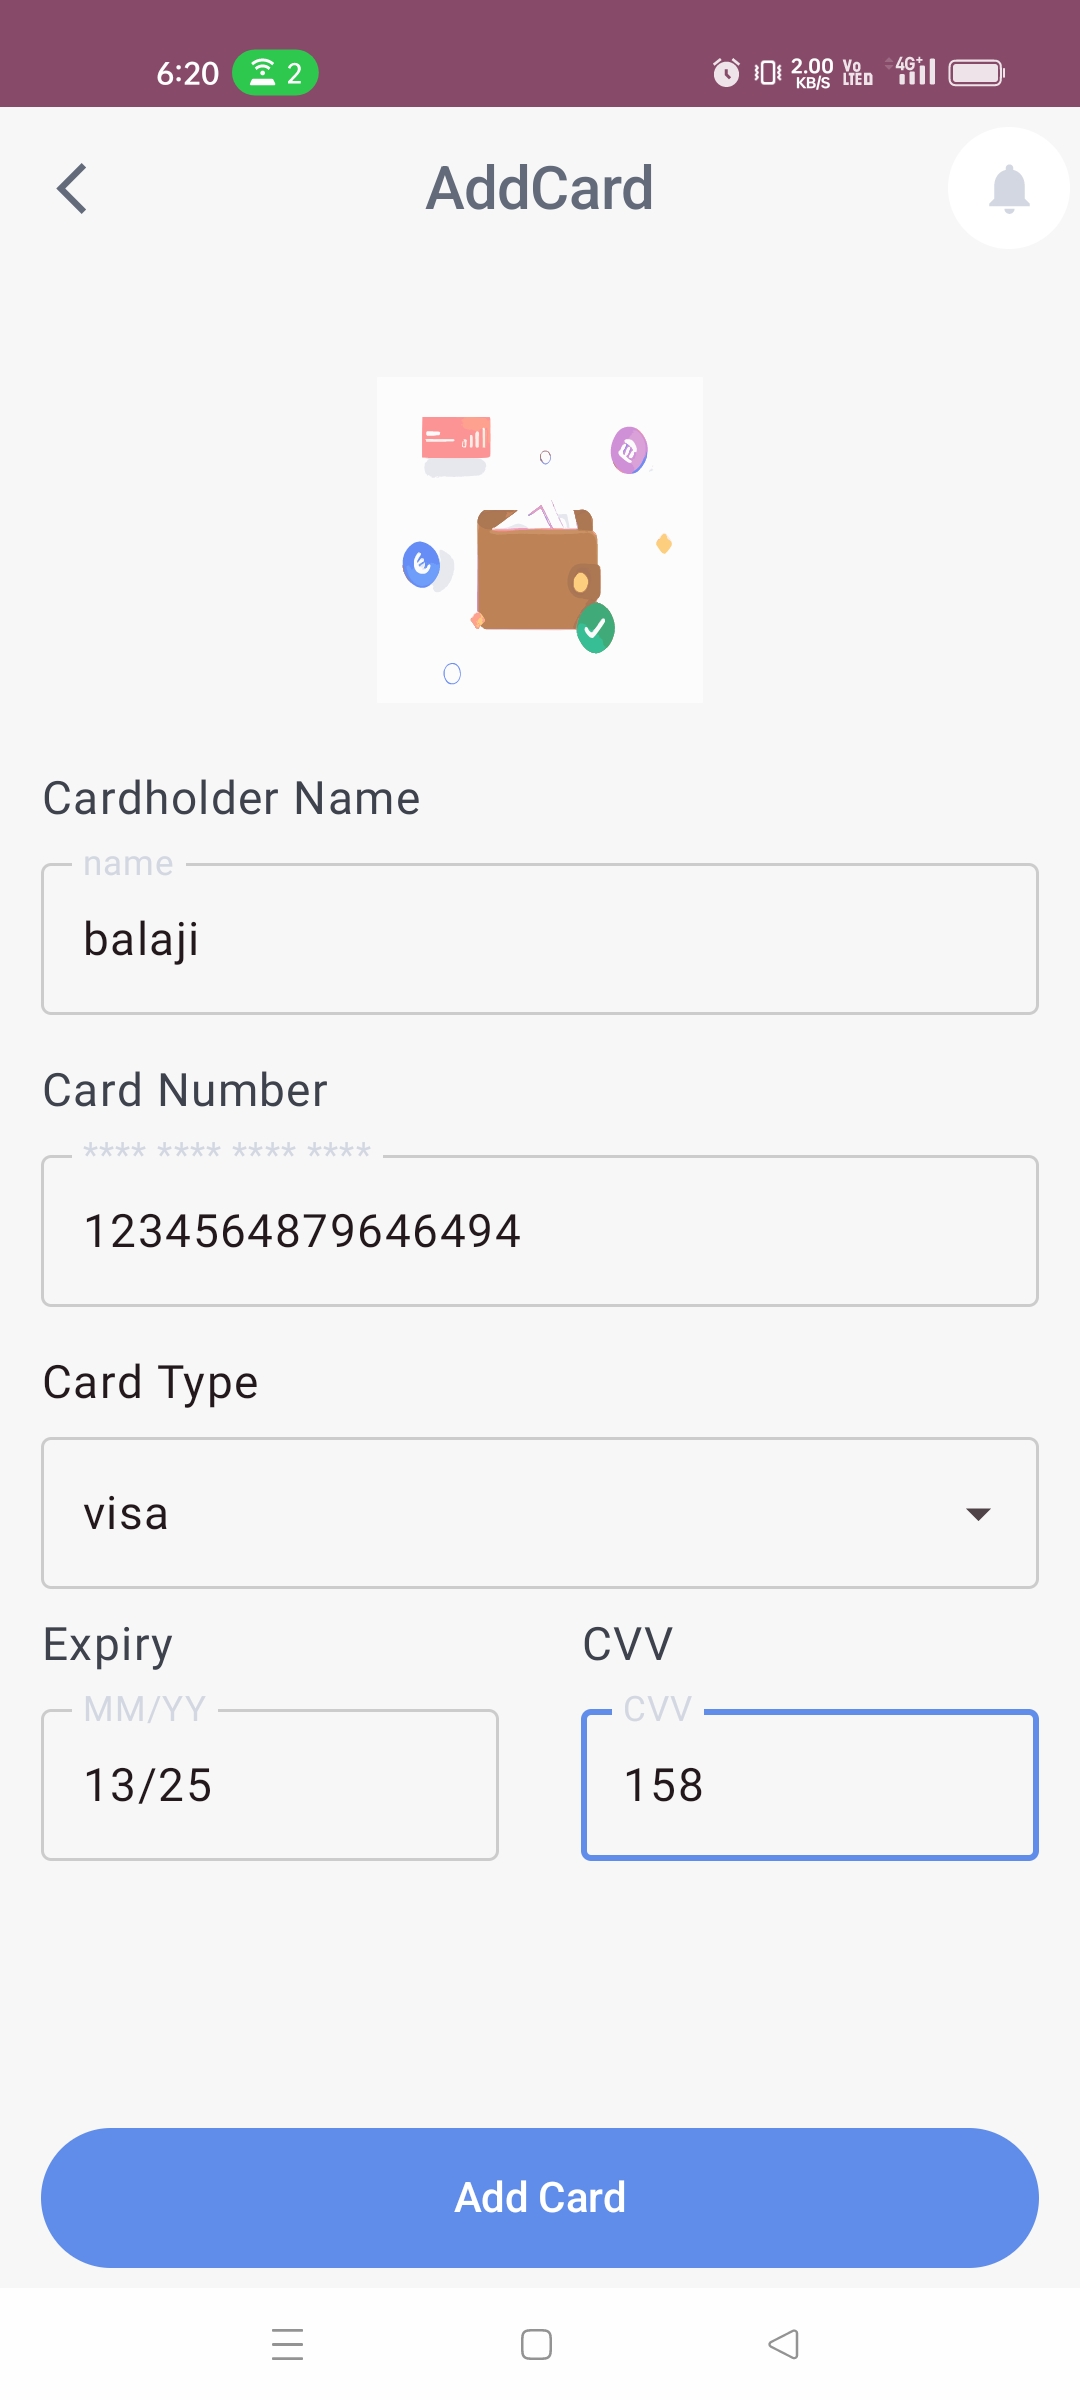 6:20 2 2.00 KB/S Vo LTE 4G+
AddCard
Cardholder Name
name
balaji
Card Number
**** **** **** ****
1234564879646494
Card Type
visa
Expiry CVV
MM/YY CVV
13/25 158
Add Card